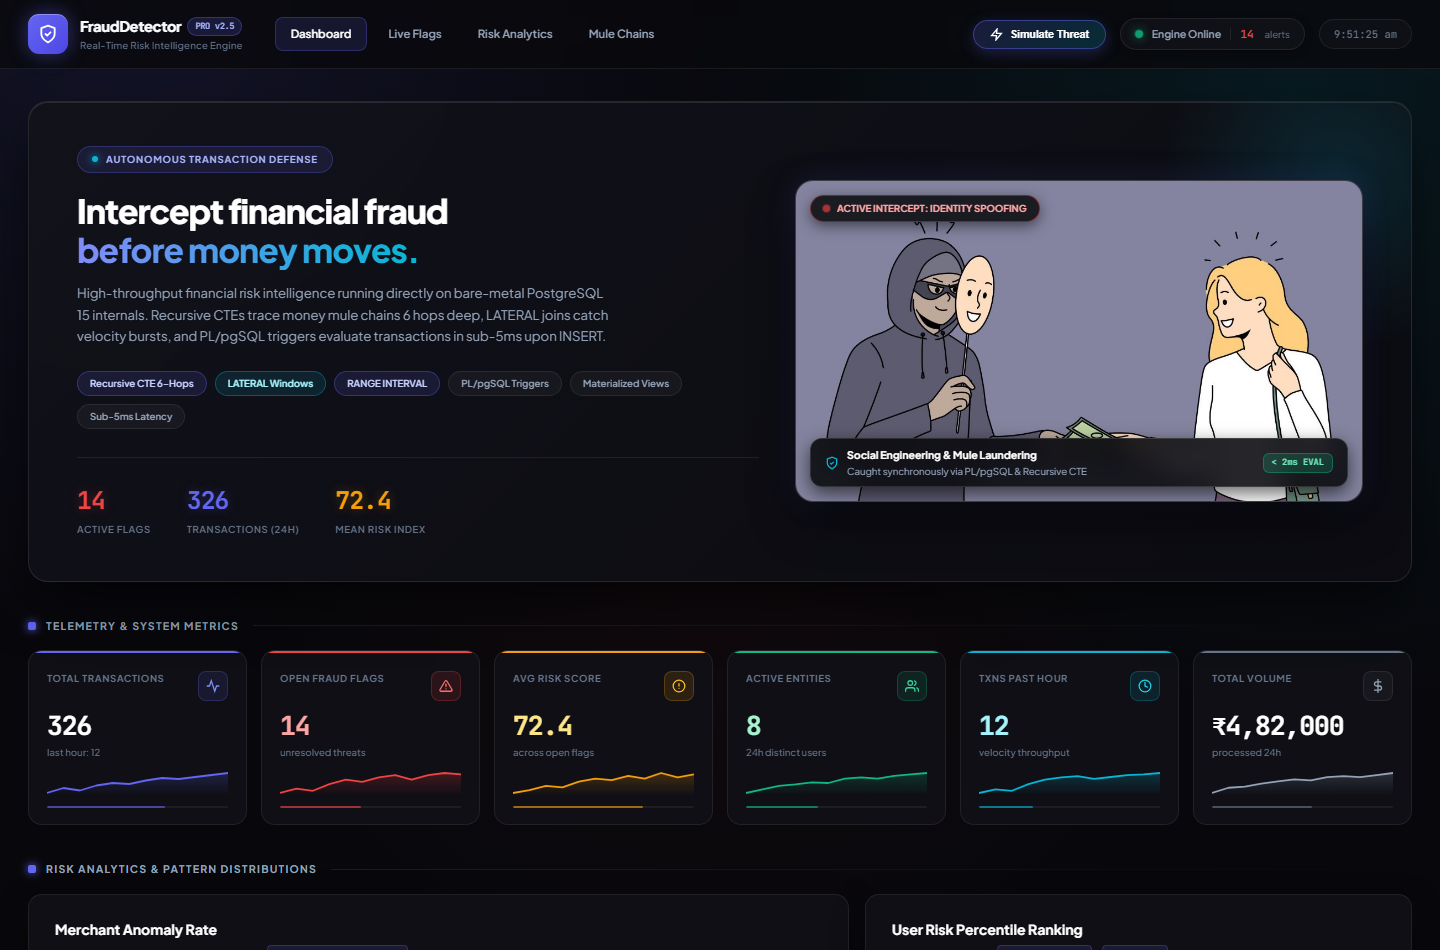 FraudDetector PRO v2.5
Real-Time Risk Intelligence Engine
Dashboard
Live Flags
Risk Analytics
Mule Chains
Simulate Threat
Engine Online 14 alerts
9:51:25 am
AUTONOMOUS TRANSACTION DEFENSE
Intercept financial fraud
before money moves.
High-throughput financial risk intelligence running directly on bare-metal PostgreSQL
15 internals. Recursive CTEs trace money mule chains 6 hops deep, LATERAL joins catch
velocity bursts, and PL/pgSQL triggers evaluate transactions in sub-5ms upon INSERT.
Recursive CTE 6-Hops
LATERAL Windows
RANGE INTERVAL
PL/pgSQL Triggers
Materialized Views
Sub-5ms Latency
14
ACTIVE FLAGS
326
TRANSACTIONS (24H)
72.4
MEAN RISK INDEX
ACTIVE INTERCEPT: IDENTITY SPOOFING
Social Engineering & Mule Laundering
Caught synchronously via PL/pgSQL & Recursive CTE
< 2ms EVAL
TELEMETRY & SYSTEM METRICS
TOTAL TRANSACTIONS
326
last hour: 12
OPEN FRAUD FLAGS
14
unresolved threats
AVG RISK SCORE
72.4
across open flags
ACTIVE ENTITIES
8
24h distinct users
TXNS PAST HOUR
12
velocity throughput
TOTAL VOLUME
₹4,82,000
processed 24h
RISK ANALYTICS & PATTERN DISTRIBUTIONS
Merchant Anomaly Rate
User Risk Percentile Ranking